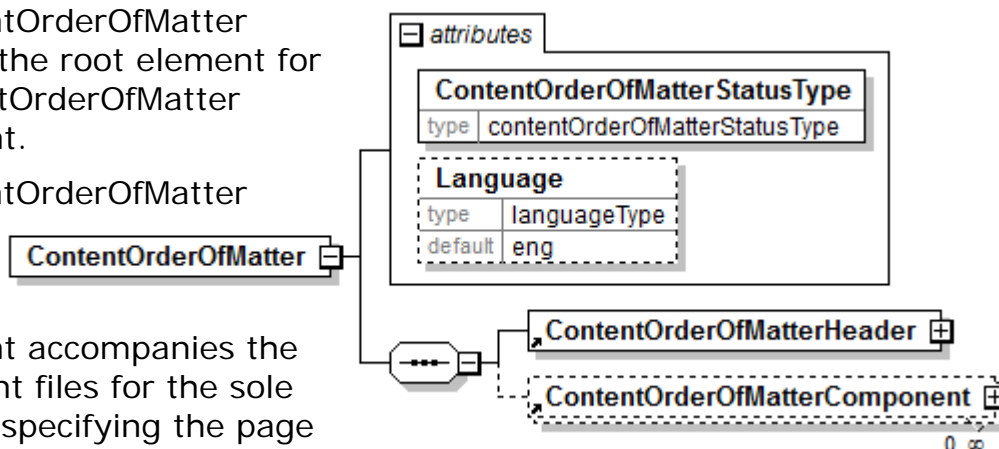 ntOrderOfMatter
the root element for
ntOrderOfMatter
nt.
ntOrderOfMatter
nt accompanies the
nt files for the sole
specifying the page
ContentOrderOfMatter
attributes
ContentOrderOfMatterStatusType
type contentOrderOfMatterStatusType
Language
type languageType
default eng
ContentOrderOfMatterHeader
ContentOrderOfMatterComponent
0..∞